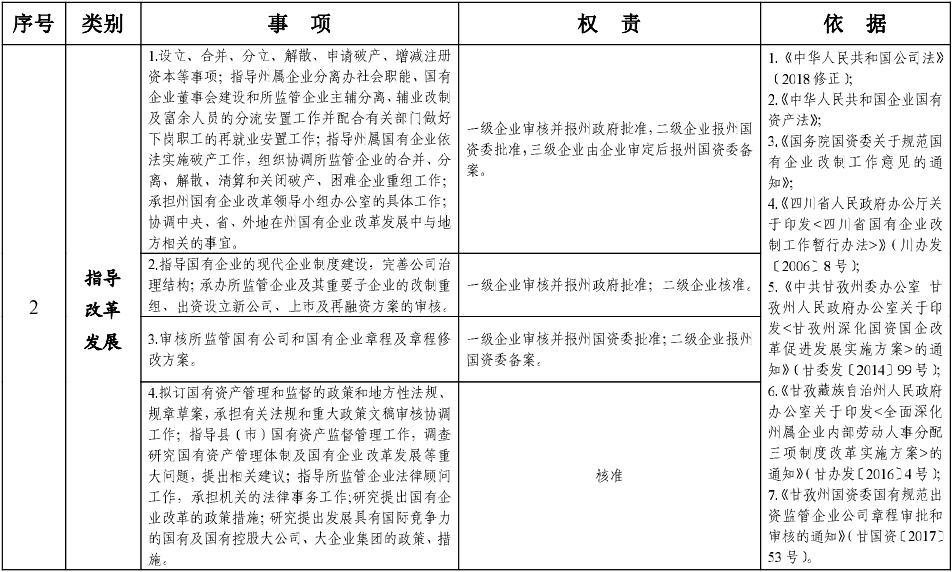 序号 类别 事 项 权 责 依 据
2
指导
改革
发展
1.设立、合并、分立、解散、申请破产、增减注册
资本等事项；指导州属企业分离办社会职能、国有
企业董事会建设和所监管企业主辅分离、辅业改制
及富余人员的分流安置工作并配合有关部门做好
下岗职工的再就业安置工作；指导州属国有企业依
法实施破产工作，组织协调所监管企业的合并、分
离、解散、清算和关闭破产、困难企业重组工作；
承担州国有企业改革领导小组办公室的具体工作；
协调中央、省、外地在州国有企业改革发展中与地
方相关的事宜。
一级企业审核并报州政府批准，二级企业报州国
资委批准，三级企业由企业审定后报州国资委备
案。
2.指导国有企业的现代企业制度建设，完善公司治
理结构；承办所监管企业及其重要子企业的改制重
组、出资设立新公司、上市及再融资方案的审核。
一级企业审核并报州政府批准；二级企业核准。
3.审核所监管国有公司和国有企业章程及章程修
改方案。
一级企业审核并报州国资委批准；二级企业报州
国资委备案。
4.拟订国有资产管理和监督的政策和地方性法规、
规章草案，承担有关法规和重大政策文稿审核协调
工作；指导县（市）国有资产监督管理工作，调查
研究国有资产管理体制及国有企业改革发展等重
大问题，提出相关建议；指导所监管企业法律顾问
工作，承担机关的法律事务工作；研究提出国有企
业改革的政策措施；研究提出发展具有国际竞争力
的国有及国有控股大公司、大企业集团的政策、措
施。
核准
1.《中华人民共和国公司法》
（2018修正）；
2.《中华人民共和国企业国有
资产法》；
3.《国务院国资委关于规范国
有企业改制工作意见的通
知》；
4.《四川省人民政府办公厅关
于印发<四川省国有企业改
制工作暂行办法>》（川办发
〔2006〕8号）；
5.《中共甘孜州委办公室 甘
孜州人民政府办公室关于印
发<甘孜州深化国资国企改
革促进发展实施方案>的通
知》（甘委发〔2014〕99号）；
6.《甘孜藏族自治州人民政府
办公室关于印发<全面深化
州属企业内部劳动人事分配
三项制度改革实施方案>的
通知》（甘办发〔2016〕4号）；
7.《甘孜州国资委国有规范出
资监管企业公司章程审批和
审核的通知》（甘国资〔2017〕
53号）。